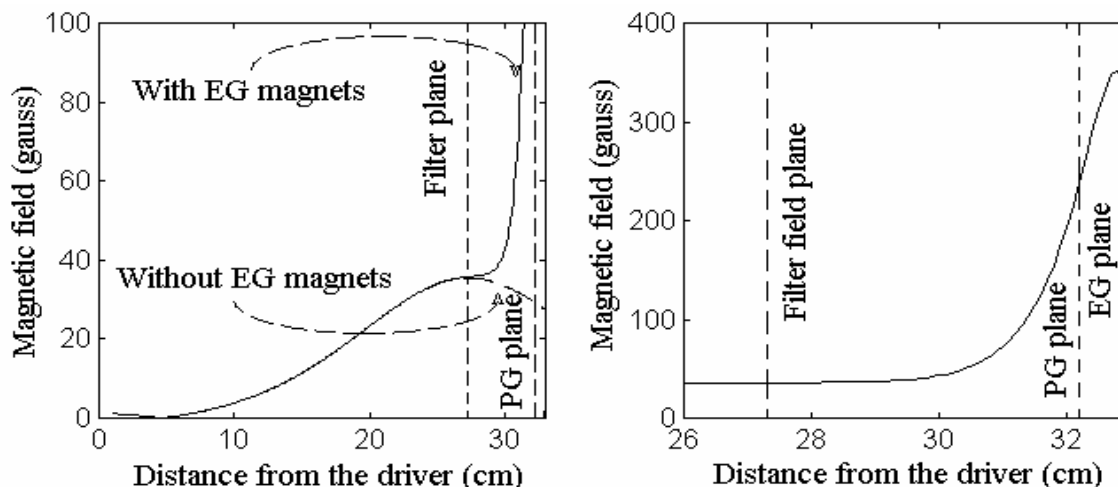 100
80
60
40
20
0
Magnetic field (gauss)
With EG magnets
Without EG magnets
Filter plane
PG plane
0 10 20 30
Distance from the driver (cm)
400
300
200
100
0
Magnetic field (gauss)
Filter field plane
PG plane
EG plane
26 28 30 32
Distance from the driver (cm)